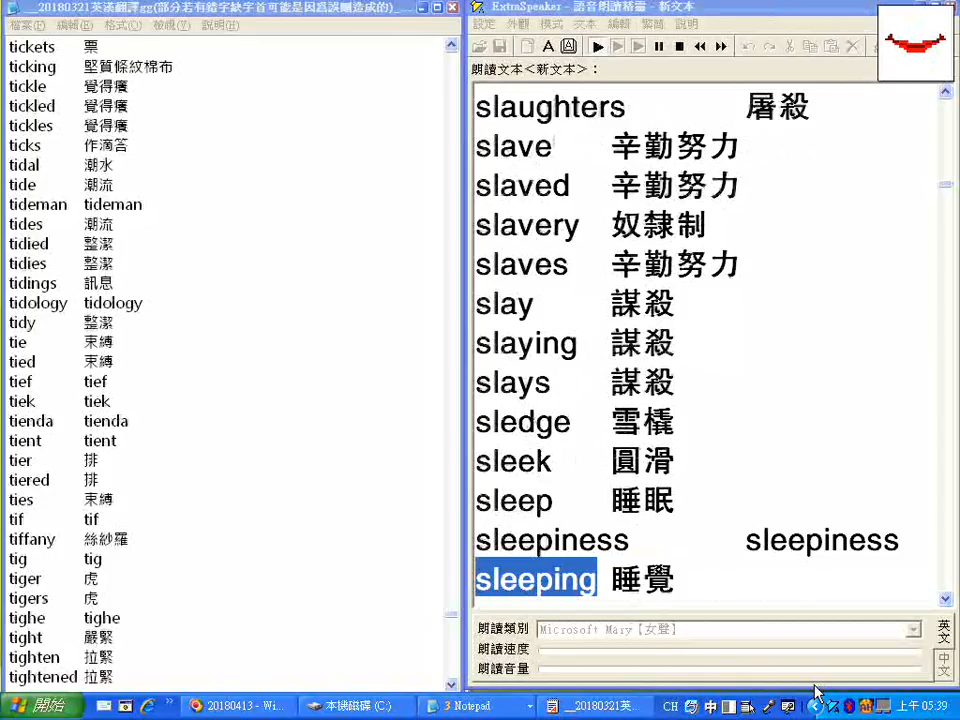 __20180321英漢翻譯gg(部分若有錯字缺字首可能是因爲誤觸造成的)_
檔案(F) 編輯(E) 格式(O) 檢視(V) 說明(H)
tickets 票
ticking 堅質條紋棉布
tickle 覺得癢
tickled 覺得癢
tickles 覺得癢
ticks 作滴答
tidal 潮水
tide 潮流
tideman tideman
tides 潮流
tidied 整潔
tidies 整潔
tidings 訊息
tidology tidology
tidy 整潔
tie 束縛
tied 束縛
tief tief
tiek tiek
tienda tienda
tient tient
tier 排
tiered 排
ties 束縛
tif tif
tiffany 絲紗羅
tig tig
tiger 虎
tigers 虎
tighe tighe
tight 嚴緊
tighten 拉緊
tightened 拉緊
ExtraSpeaker - 語音朗讀精靈 - 新文本
設定 外觀 模式 文本 編輯 繁簡 說明
朗讀文本<新文本>：
slaughters 屠殺
slave 辛勤努力
slaved 辛勤努力
slavery 奴隸制
slaves 辛勤努力
slay 謀殺
slaying 謀殺
slays 謀殺
sledge 雪橇
sleek 圓滑
sleep 睡眠
sleepiness sleepiness
sleeping 睡覺
朗讀類別 Microsoft Mary【女聲】
朗讀速度
朗讀音量
英文
中文
開始 20180413 - Wi... 本機磁碟 (C:) 3 Notepad __20180321英... CH 中 上午 05:39